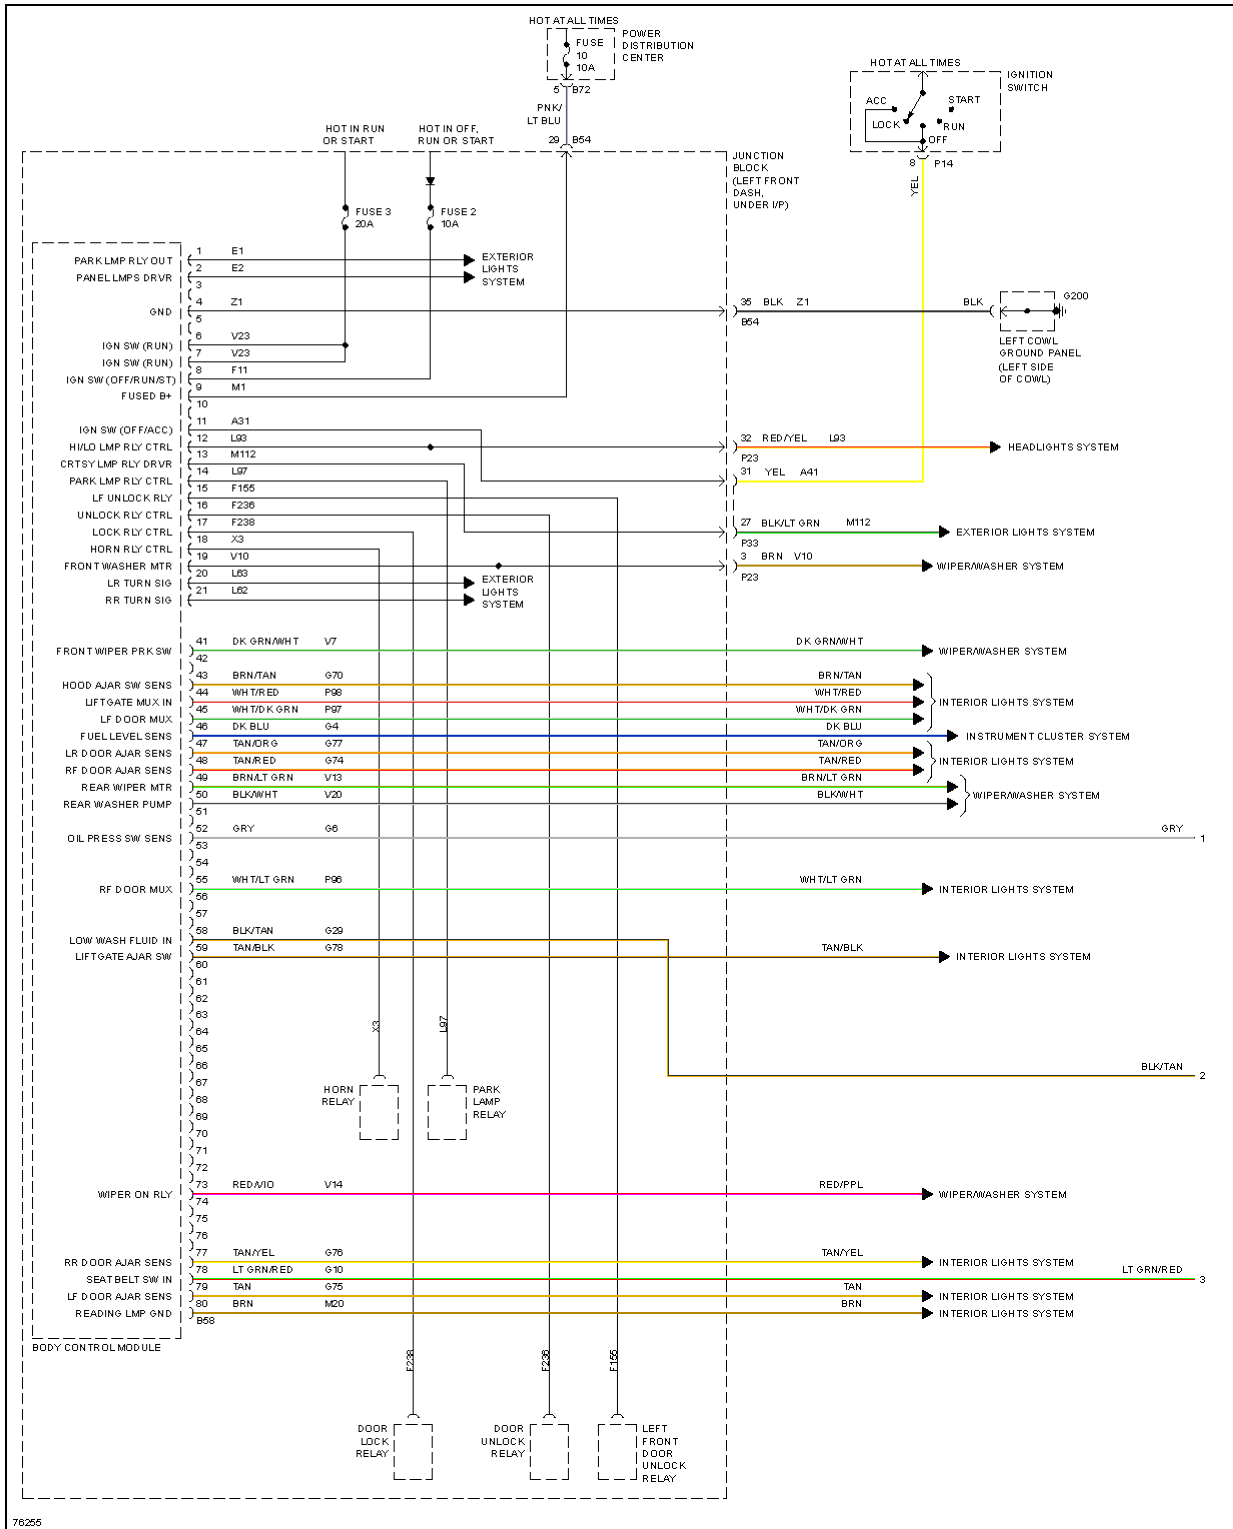 HOT AT ALL TIMES
FUSE
10
10A
POWER
DISTRIBUTION
CENTER
5 B72
PNK/
LT BLU
29 B54
HOT AT ALL TIMES
IGNITION
SWITCH
ACC
START
LOCK
RUN
OFF
8 P14
YEL
HOT IN RUN
OR START
HOT IN OFF,
RUN OR START
JUNCTION
BLOCK
(LEFT FRONT
DASH,
UNDER I/P)
FUSE 3
20A
FUSE 2
10A
PARK LMP RLY OUT 1 E1
PANEL LMPS DRVR 2 E2
EXTERIOR
LIGHTS
SYSTEM
3
GND 4 Z1 35 BLK Z1 BLK G200
B54
LEFT COWL
GROUND PANEL
(LEFT SIDE
OF COWL)
5
IGN SW (RUN) 6 V23
IGN SW (RUN) 7 V23
IGN SW (OFF/RUN/ST) 8 F11
FUSED B+ 9 M1
10
IGN SW (OFF/ACC) 11 A31
HI/LO LMP RLY CTRL 12 L93 32 RED/YEL L93 HEADLIGHTS SYSTEM
P23
CRTSY LMP RLY DRVR 13 M112
PARK LMP RLY CTRL 14 L97 31 YEL A41
LF UNLOCK RLY 15 F155
UNLOCK RLY CTRL 16 F236
LOCK RLY CTRL 17 F238 27 BLK/LT GRN M112 EXTERIOR LIGHTS SYSTEM
P33
HORN RLY CTRL 18 X3
FRONT WASHER MTR 19 V10 3 BRN V10 WIPER/WASHER SYSTEM
P23
LR TURN SIG 20 L63
RR TURN SIG 21 L62
EXTERIOR
LIGHTS
SYSTEM
FRONT WIPER PRK SW 41 DK GRN/WHT V7 DK GRN/WHT WIPER/WASHER SYSTEM
42
HOOD AJAR SW SENS 43 BRN/TAN G70 BRN/TAN
LIFTGATE MUX IN 44 WHT/RED P98 WHT/RED INTERIOR LIGHTS SYSTEM
LF DOOR MUX 45 WHT/DK GRN P97 WHT/DK GRN
FUEL LEVEL SENS 46 DK BLU G4 DK BLU INSTRUMENT CLUSTER SYSTEM
LR DOOR AJAR SENS 47 TAN/ORG G77 TAN/ORG
INTERIOR LIGHTS SYSTEM
RF DOOR AJAR SENS 48 TAN/RED G74 TAN/RED
REAR WIPER MTR 49 BRN/LT GRN V13 BRN/LT GRN
WIPER/WASHER SYSTEM
REAR WASHER PUMP 50 BLK/WHT V20 BLK/WHT
51
OIL PRESS SW SENS 52 GRY G6 GRY 1
53
54
RF DOOR MUX 55 WHT/LT GRN P96 WHT/LT GRN INTERIOR LIGHTS SYSTEM
56
57
LOW WASH FLUID IN 58 BLK/TAN G29
LIFTGATE AJAR SW 59 TAN/BLK G78 TAN/BLK INTERIOR LIGHTS SYSTEM
60
61
62
63
64
65
66
67
68
69
70
71
72
X3
L97
BLK/TAN 2
HORN
RELAY
PARK
LAMP
RELAY
WIPER ON RLY 73 RED/VIO V14 RED/PPL WIPER/WASHER SYSTEM
74
75
76
RR DOOR AJAR SENS 77 TAN/YEL G76 TAN/YEL INTERIOR LIGHTS SYSTEM
SEAT BELT SW IN 78 LT GRN/RED G10 LT GRN/RED 3
LF DOOR AJAR SENS 79 TAN G75 TAN INTERIOR LIGHTS SYSTEM
READING LMP GND 80 BRN M20 BRN INTERIOR LIGHTS SYSTEM
B58
BODY CONTROL MODULE
F238
F236
F155
DOOR
LOCK
RELAY
DOOR
UNLOCK
RELAY
LEFT
FRONT
DOOR
UNLOCK
RELAY
76255